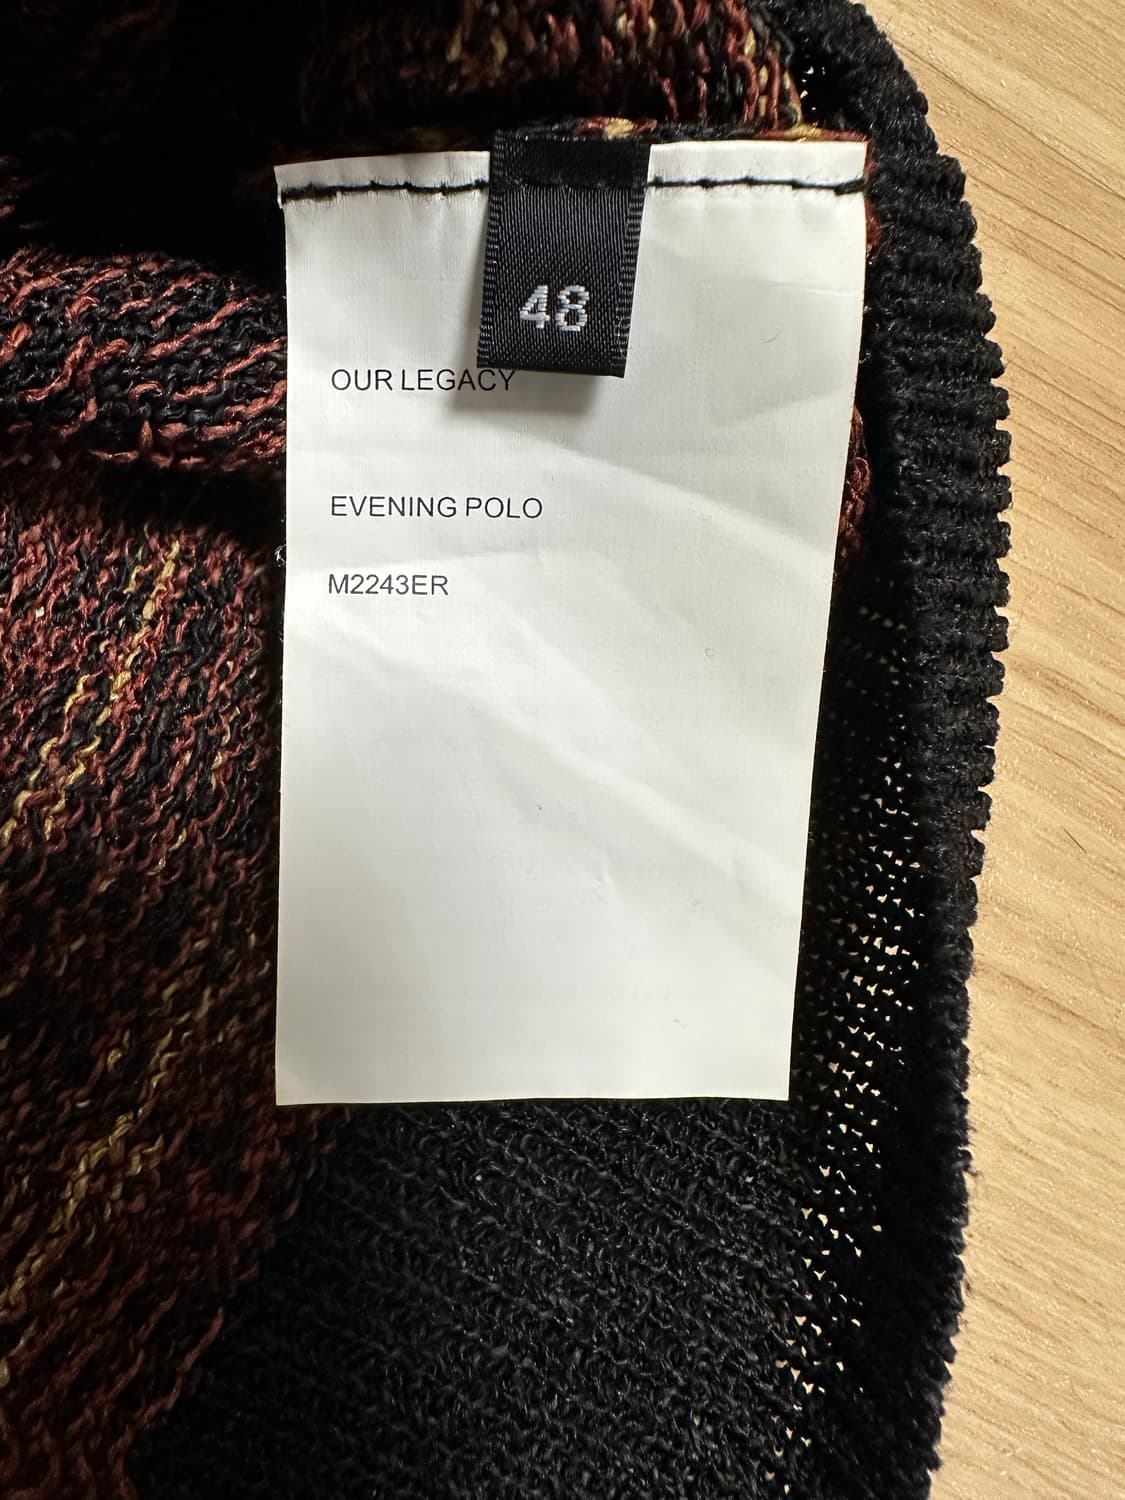 48
OUR LEGACY
EVENING POLO
M2243ER